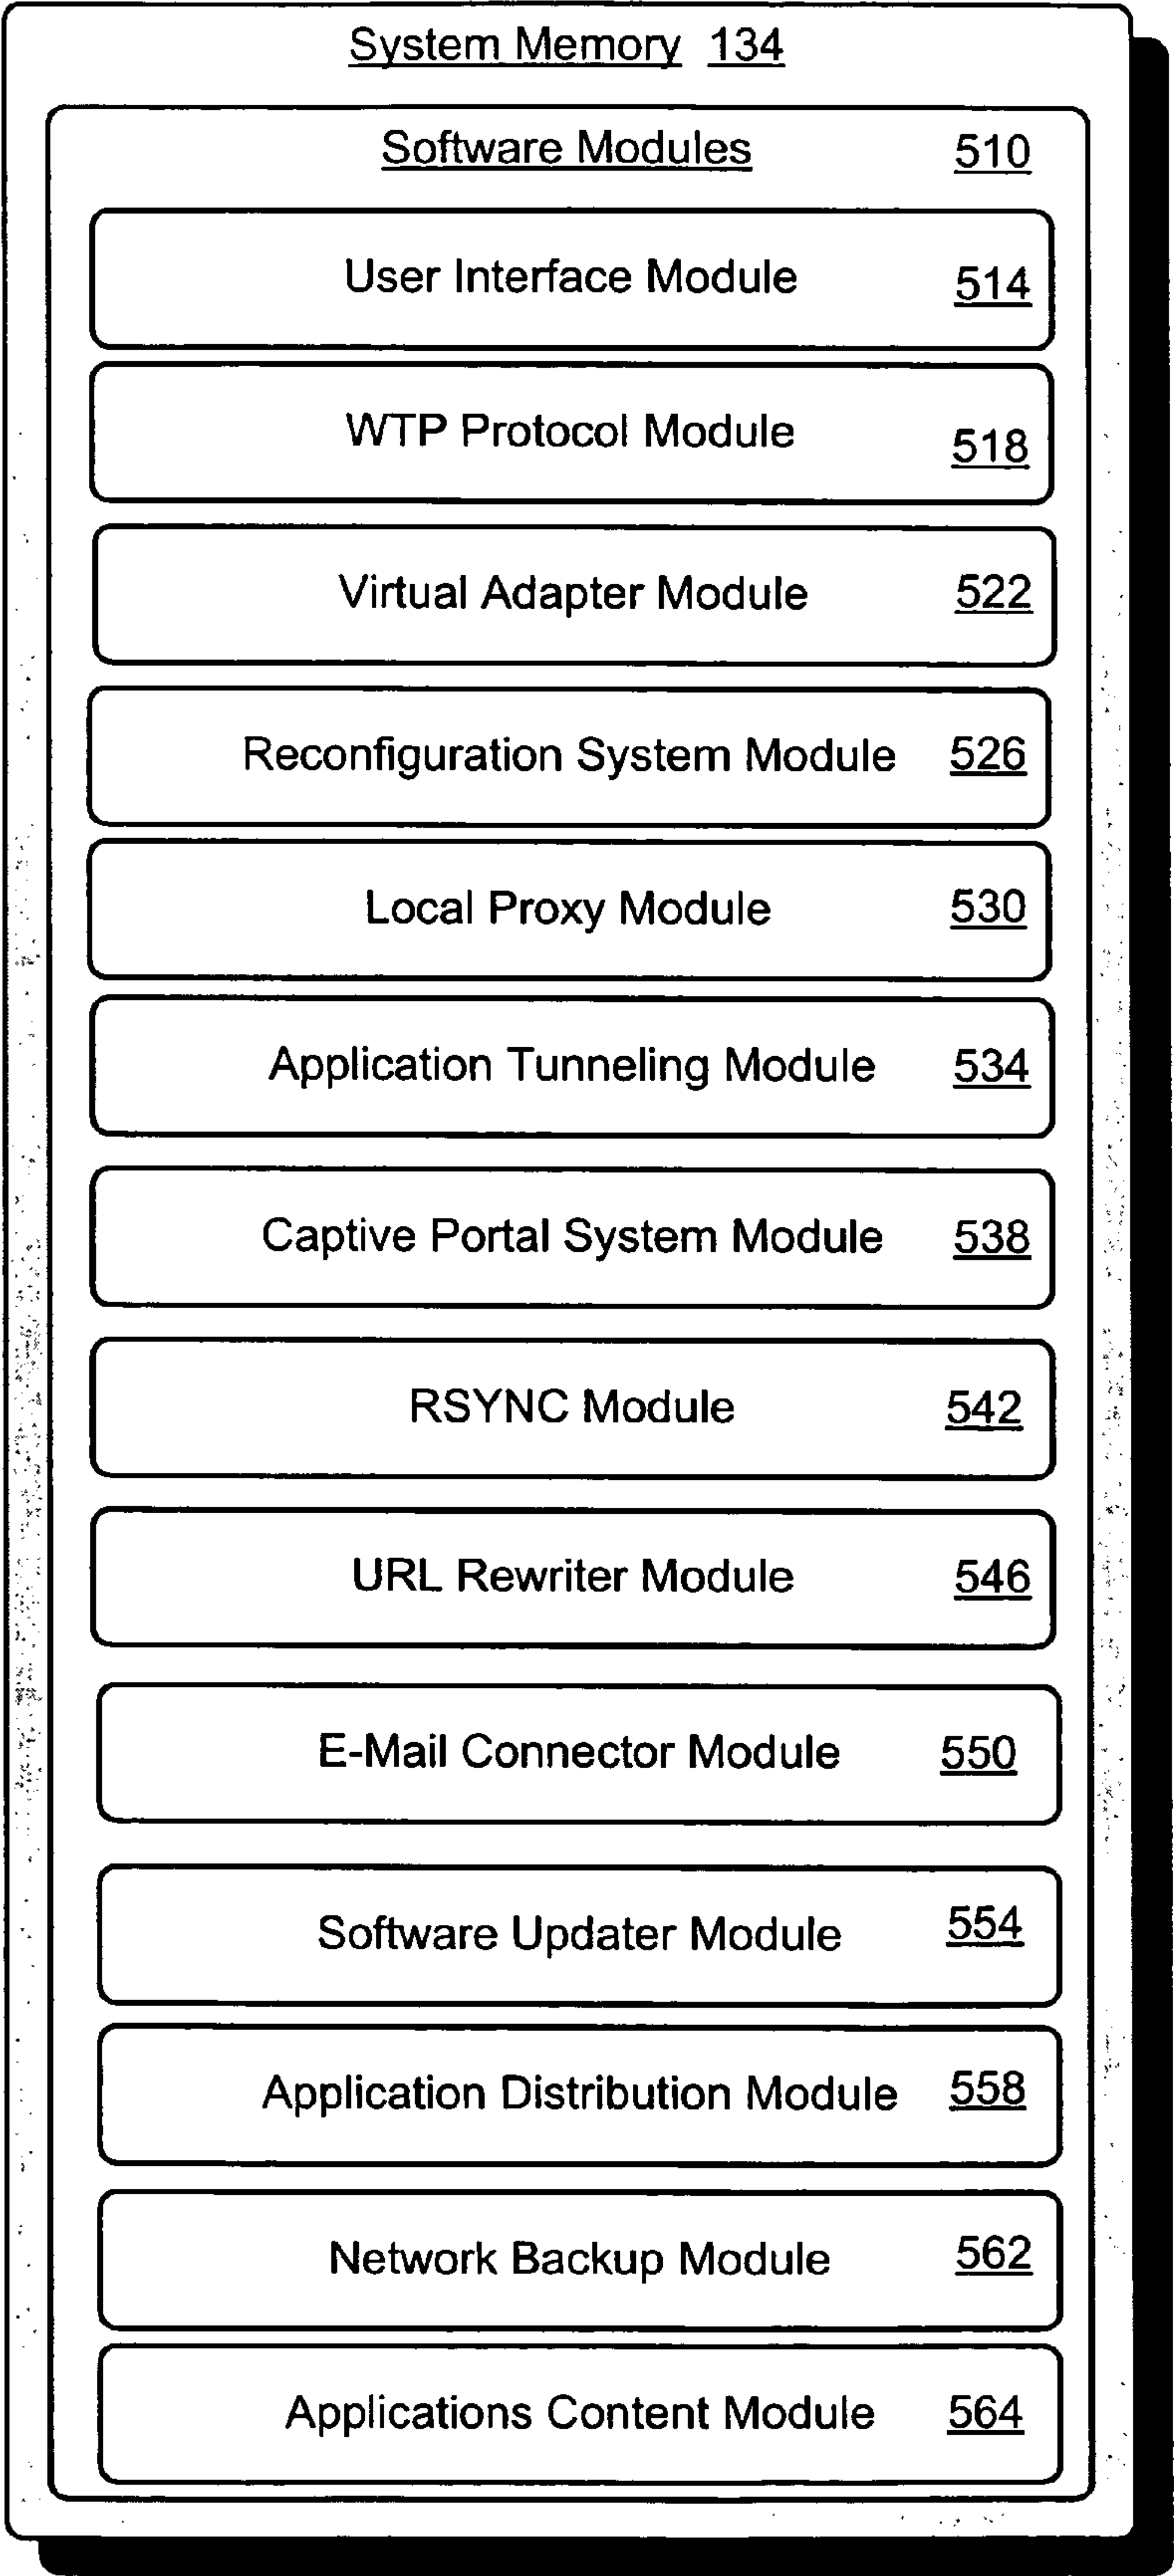 System Memory 134
Software Modules 510
User Interface Module 514
WTP Protocol Module 518
Virtual Adapter Module 522
Reconfiguration System Module 526
Local Proxy Module 530
Application Tunneling Module 534
Captive Portal System Module 538
RSYNC Module 542
URL Rewriter Module 546
E-Mail Connector Module 550
Software Updater Module 554
Application Distribution Module 558
Network Backup Module 562
Applications Content Module 564